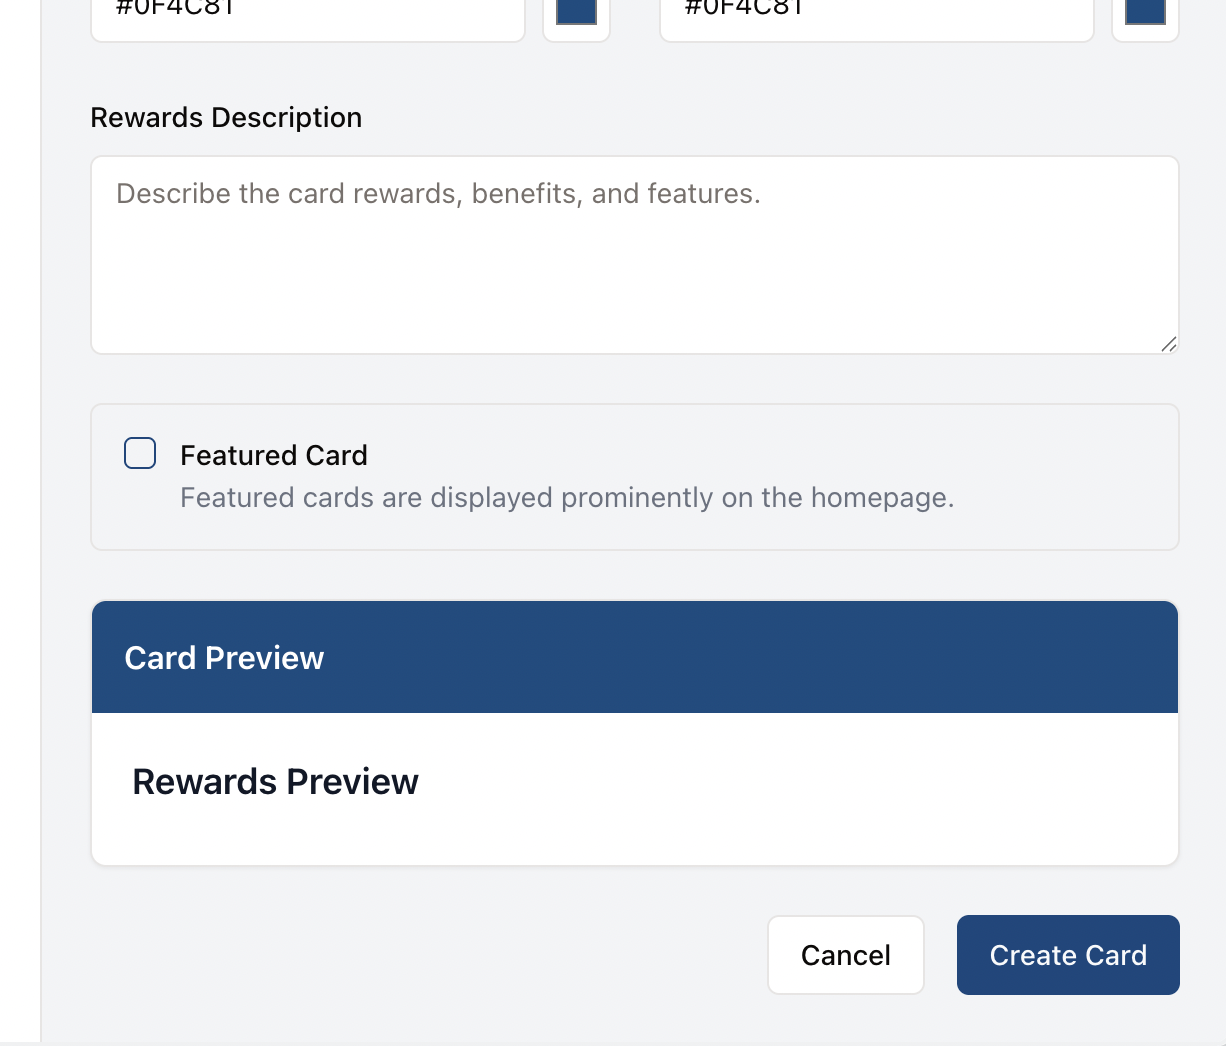 #0F4C81 #0F4C81
Rewards Description
Describe the card rewards, benefits, and features.
Featured Card
Featured cards are displayed prominently on the homepage.
Card Preview
Rewards Preview
Cancel Create Card